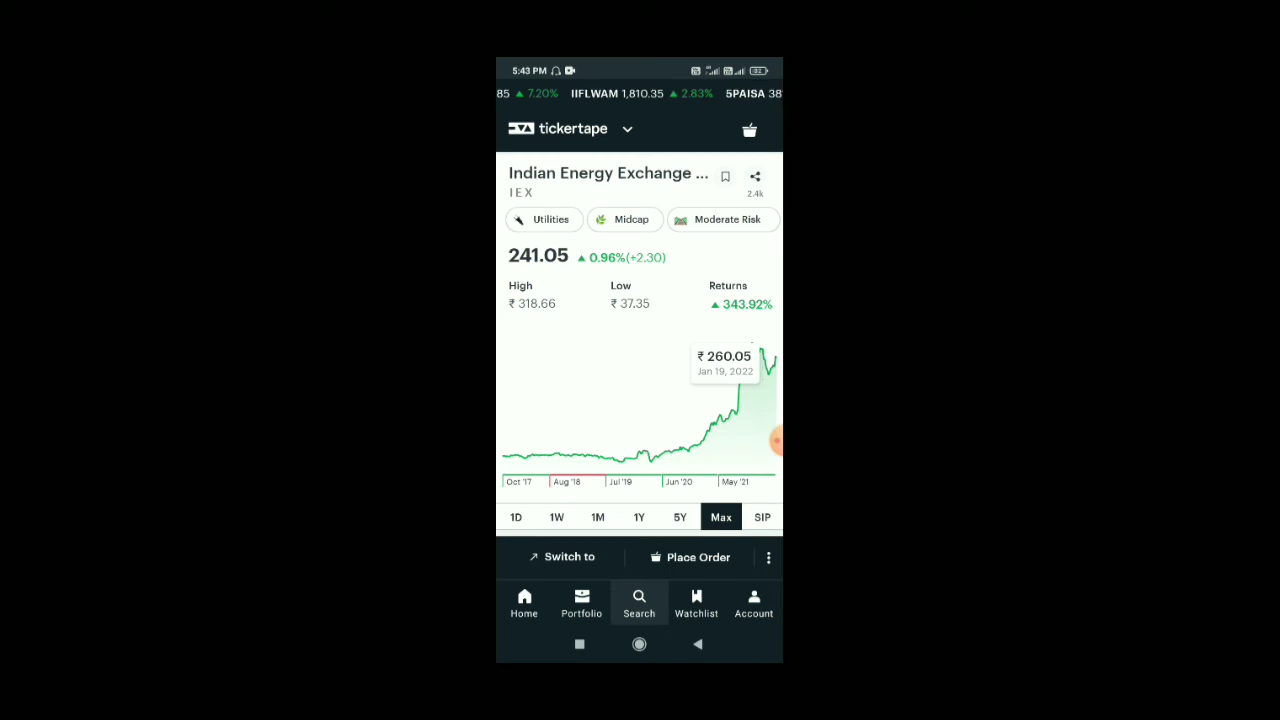 5:43 PM
85 ▲ 7.20% IIFLWAM 1,810.35 ▲ 2.83% 5PAISA 38
tickertape
Indian Energy Exchange ...
IEX
2.4k
Utilities Midcap Moderate Risk
241.05 ▲ 0.96%(+2.30)
High Low Returns
₹ 318.66 ₹ 37.35 ▲ 343.92%
₹ 260.05
Jan 19, 2022
Oct '17 Aug '18 Jul '19 Jun '20 May '21
1D 1W 1M 1Y 5Y Max SIP
Switch to Place Order
Home Portfolio Search Watchlist Account